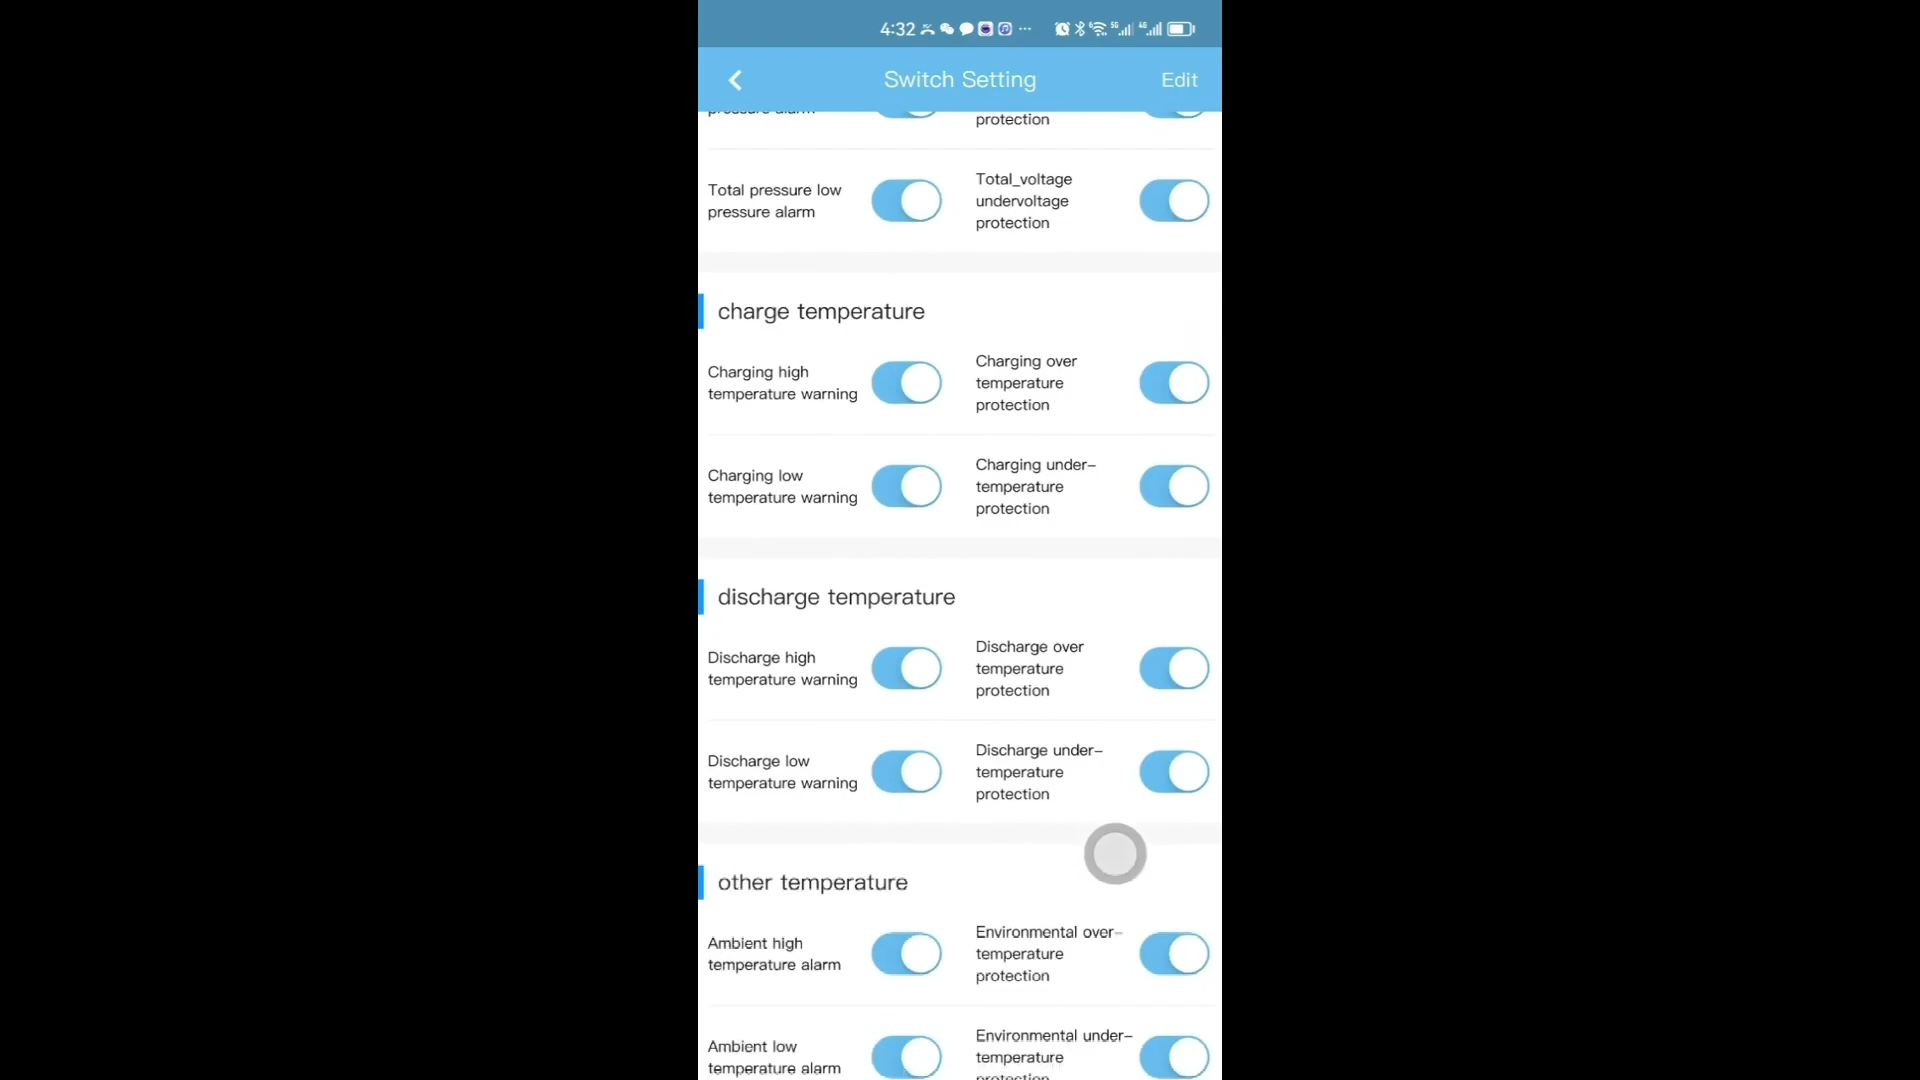 4:32
Switch Setting
Edit
pressure alarm
protection
Total pressure low
pressure alarm
Total_voltage
undervoltage
protection
charge temperature
Charging high
temperature warning
Charging over
temperature
protection
Charging low
temperature warning
Charging under-
temperature
protection
discharge temperature
Discharge high
temperature warning
Discharge over
temperature
protection
Discharge low
temperature warning
Discharge under-
temperature
protection
other temperature
Ambient high
temperature alarm
Environmental over-
temperature
protection
Ambient low
temperature alarm
Environmental under-
temperature
protection